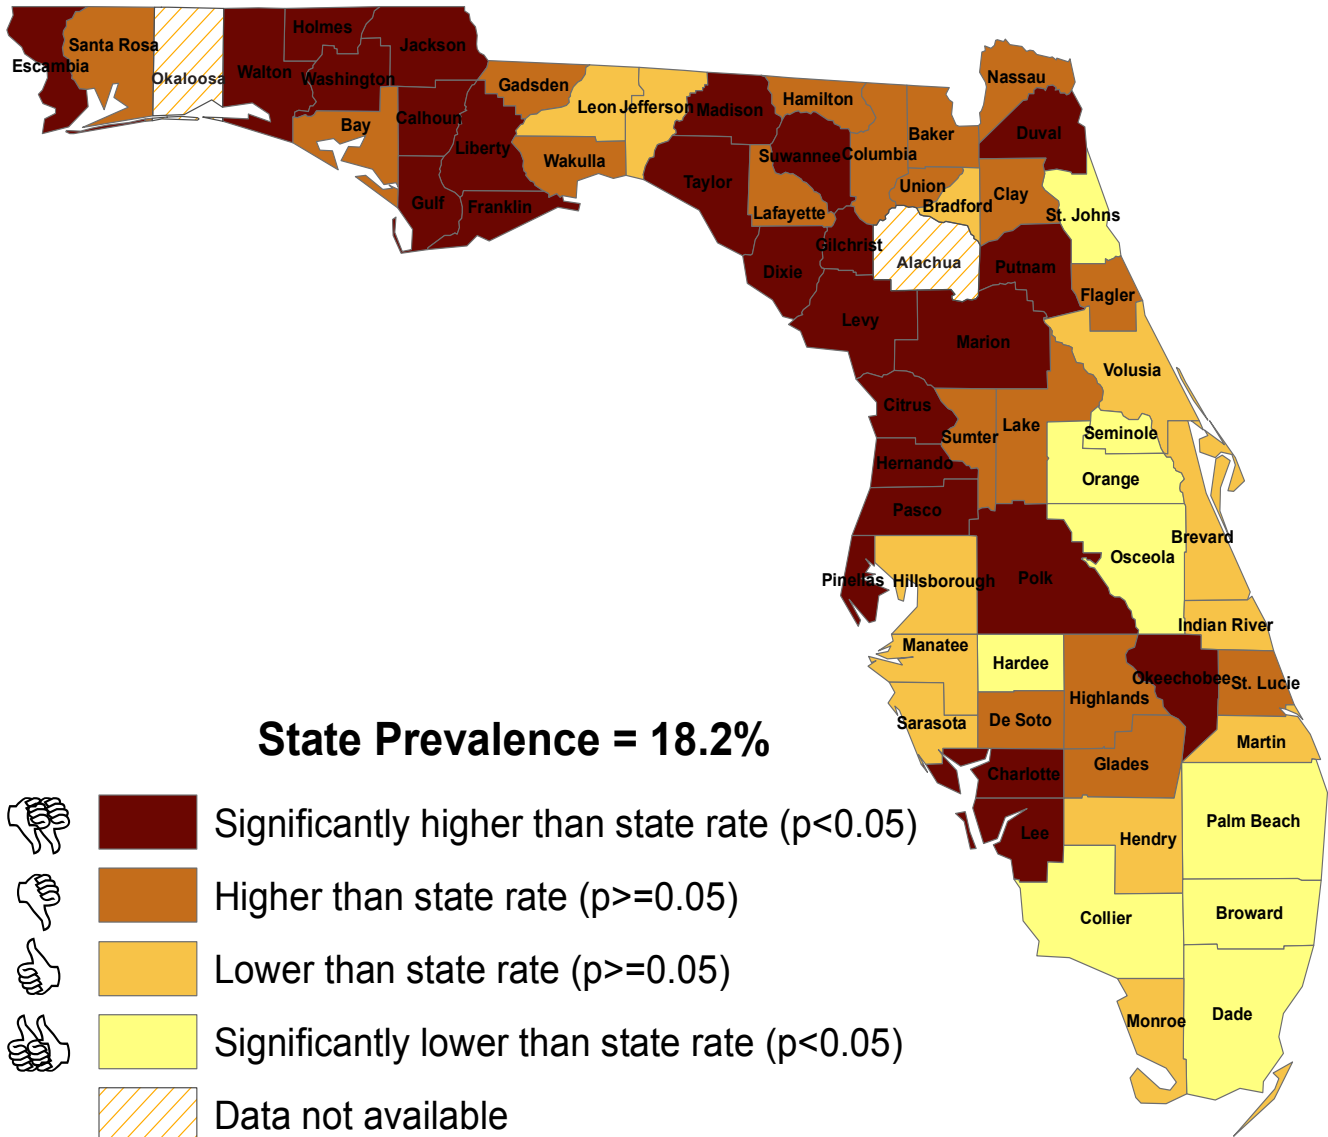 Holmes
Jackson
Santa Rosa
Escambia
Okaloosa
Walton
Washington
Gadsden
Leon
Jefferson
Madison
Hamilton
Nassau
Bay
Calhoun
Liberty
Wakulla
Suwannee
Columbia
Baker
Duval
Gulf
Franklin
Taylor
Lafayette
Union
Bradford
Clay
St. Johns
Dixie
Gilchrist
Alachua
Putnam
Flagler
Levy
Marion
Volusia
Citrus
Sumter
Lake
Seminole
Hernando
Orange
Pasco
Brevard
Osceola
Pinellas
Hillsborough
Polk
Indian River
Manatee
Hardee
Okeechobee
St. Lucie
Highlands
Sarasota
De Soto
Martin
Charlotte
Glades
Lee
Hendry
Palm Beach
Collier
Broward
Monroe
Dade
State Prevalence = 18.2%
Significantly higher than state rate (p<0.05)
Higher than state rate (p>=0.05)
Lower than state rate (p>=0.05)
Significantly lower than state rate (p<0.05)
Data not available